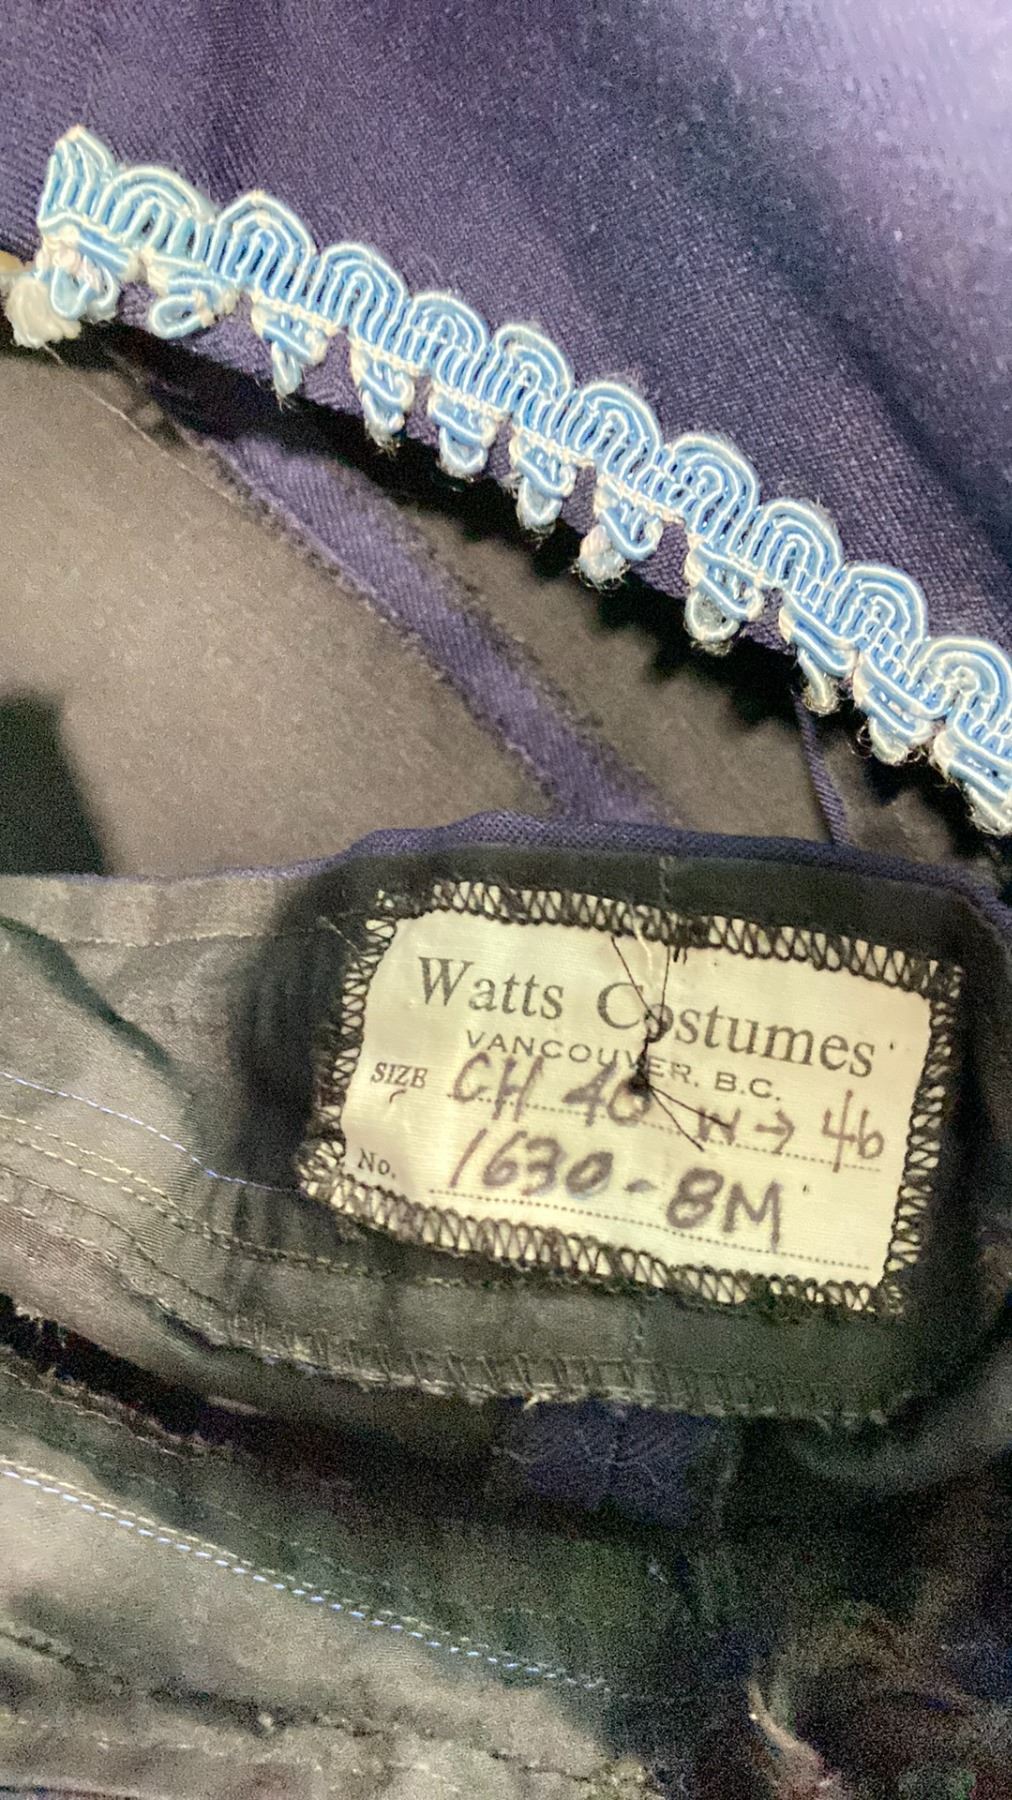 Watts Costumes
VANCOUVER, B.C.
SIZE CH 40 W → 46
No. 1630-8M